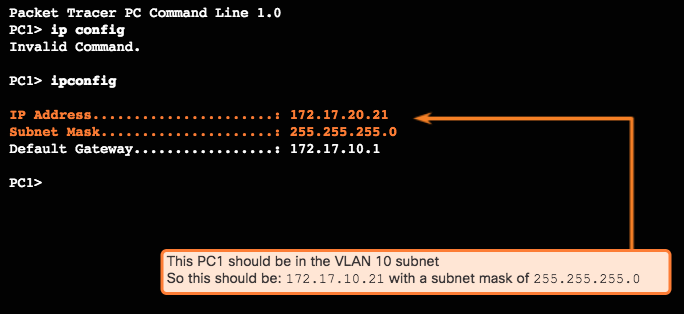 Packet Tracer PC Command Line 1.0
PC1> ip config
Invalid Command.
PC1> ipconfig
IP Address......................: 172.17.20.21
Subnet Mask.....................: 255.255.255.0
Default Gateway.................: 172.17.10.1
PC1>
This PC1 should be in the VLAN 10 subnet
So this should be: 172.17.10.21 with a subnet mask of 255.255.255.0